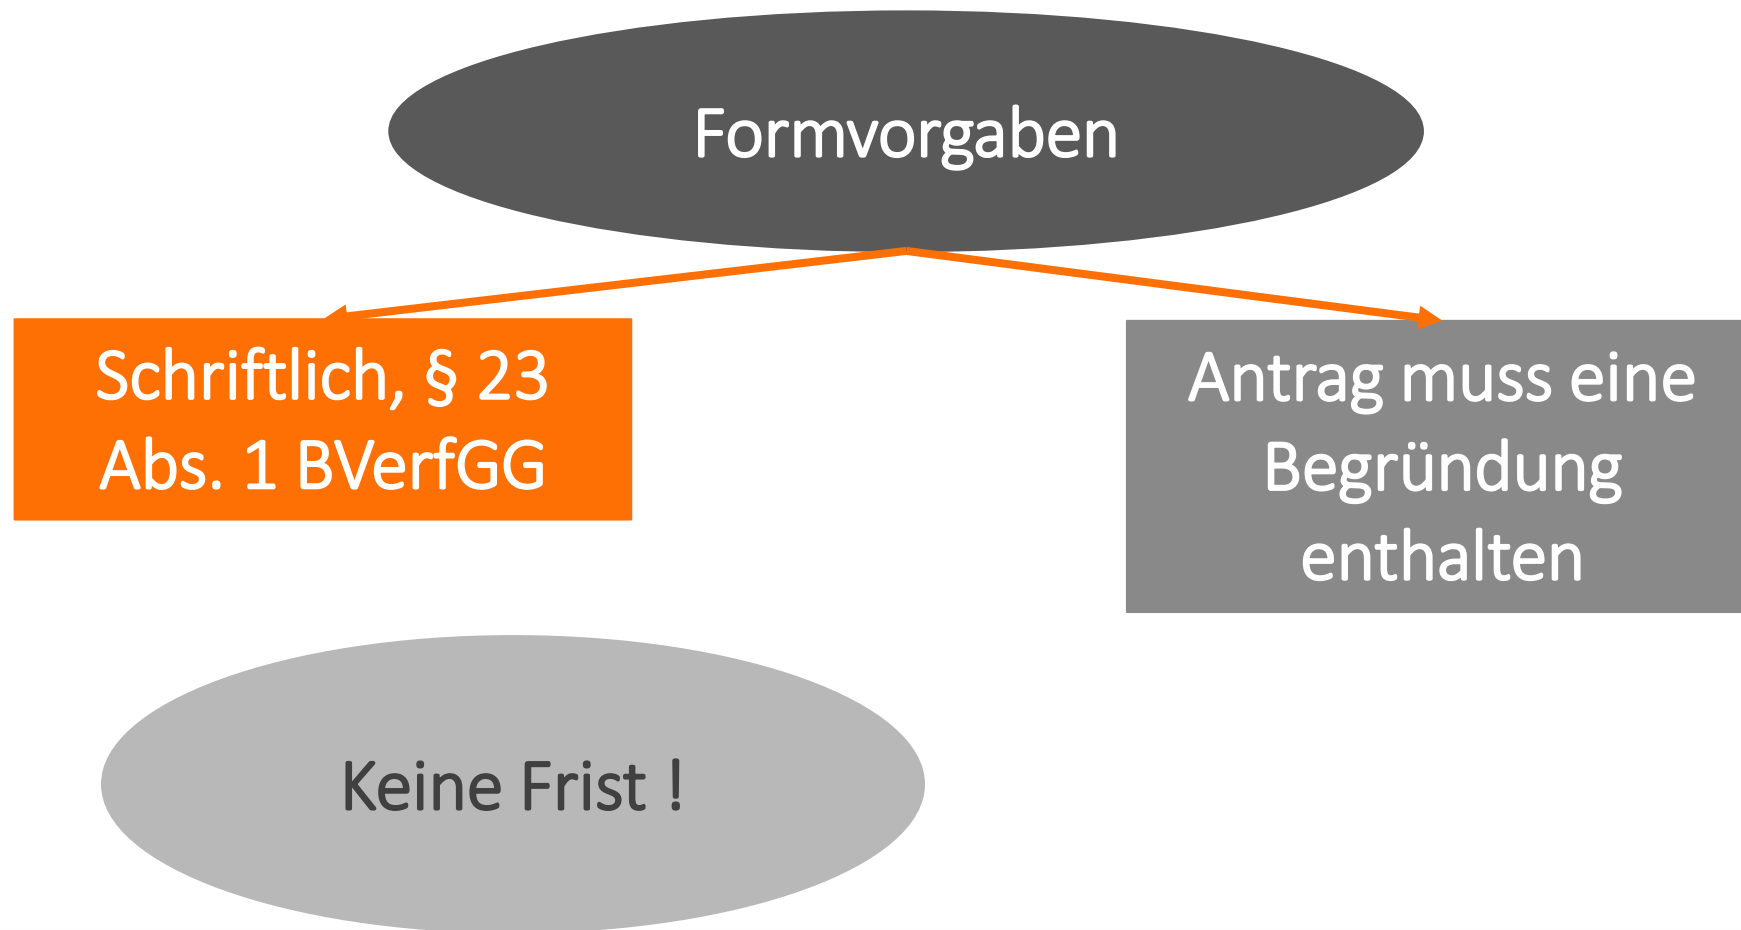 Formvorgaben
Schriftlich, § 23
Abs. 1 BVerfGG
Antrag muss eine
Begründung
enthalten
Keine Frist !